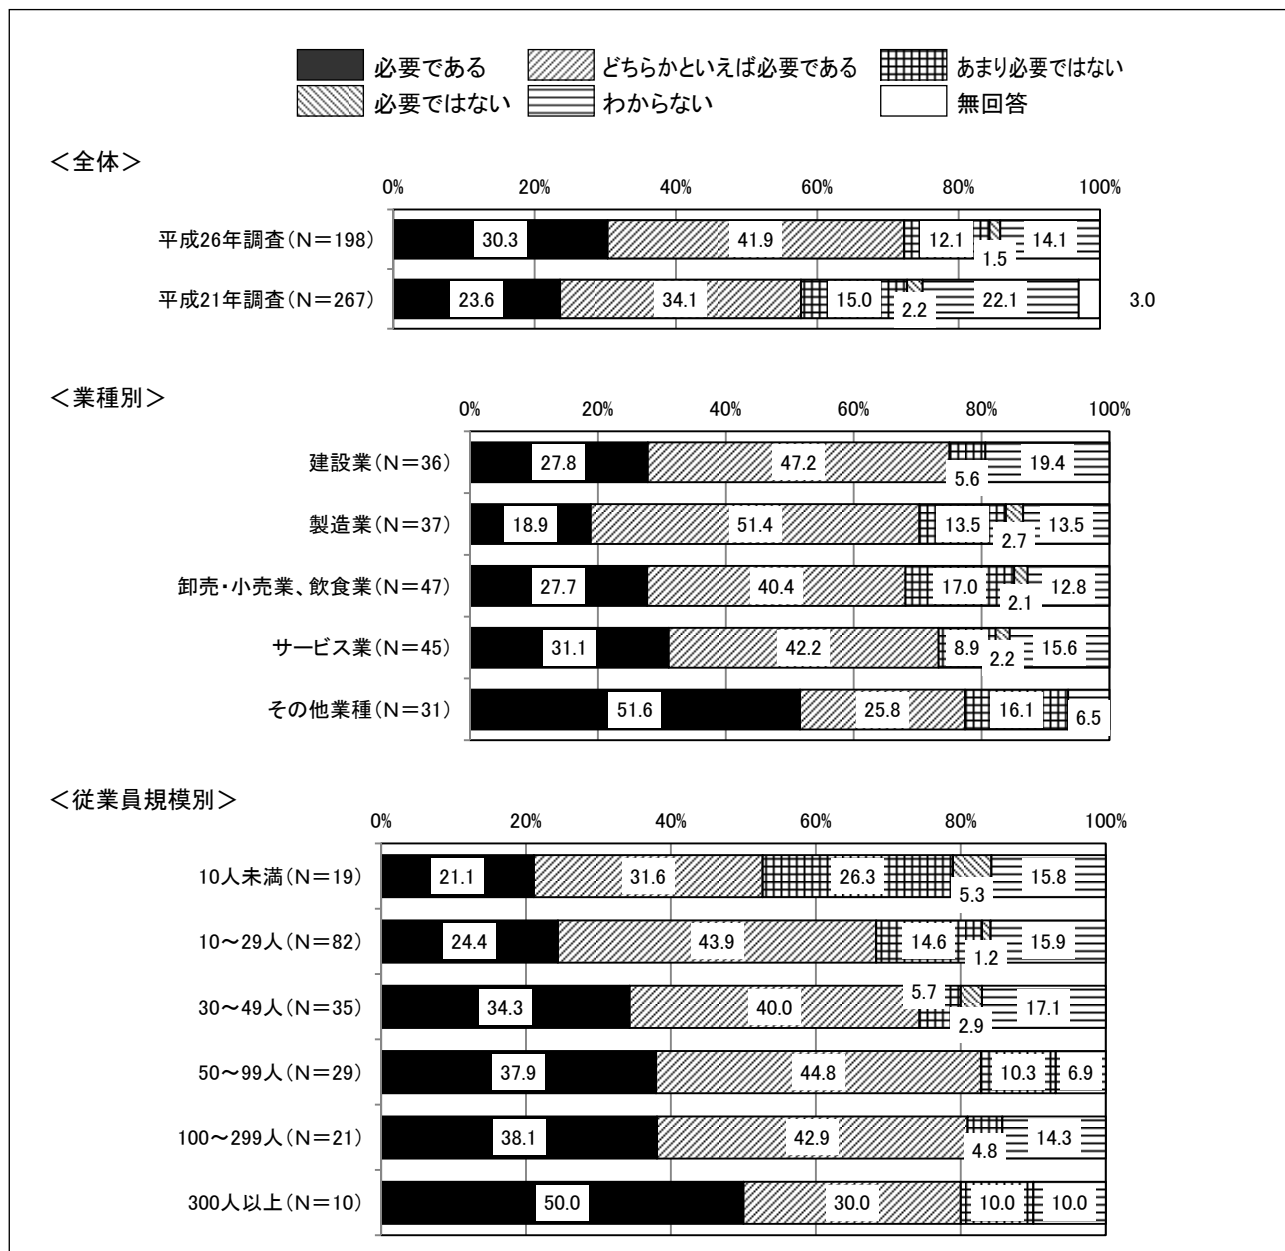 必要である どちらかといえば必要である あまり必要ではない
必要ではない わからない 無回答
＜全体＞
0% 20% 40% 60% 80% 100%
平成26年調査(N=198) 30.3 41.9 12.1 1.5 14.1
平成21年調査(N=267) 23.6 34.1 15.0 2.2 22.1 3.0
＜業種別＞
0% 20% 40% 60% 80% 100%
建設業(N=36) 27.8 47.2 5.6 19.4
製造業(N=37) 18.9 51.4 13.5 2.7 13.5
卸売・小売業、飲食業(N=47) 27.7 40.4 17.0 2.1 12.8
サービス業(N=45) 31.1 42.2 8.9 2.2 15.6
その他業種(N=31) 51.6 25.8 16.1 6.5
＜従業員規模別＞
0% 20% 40% 60% 80% 100%
10人未満(N=19) 21.1 31.6 26.3 5.3 15.8
10～29人(N=82) 24.4 43.9 14.6 1.2 15.9
30～49人(N=35) 34.3 40.0 5.7 2.9 17.1
50～99人(N=29) 37.9 44.8 10.3 6.9
100～299人(N=21) 38.1 42.9 4.8 14.3
300人以上(N=10) 50.0 30.0 10.0 10.0